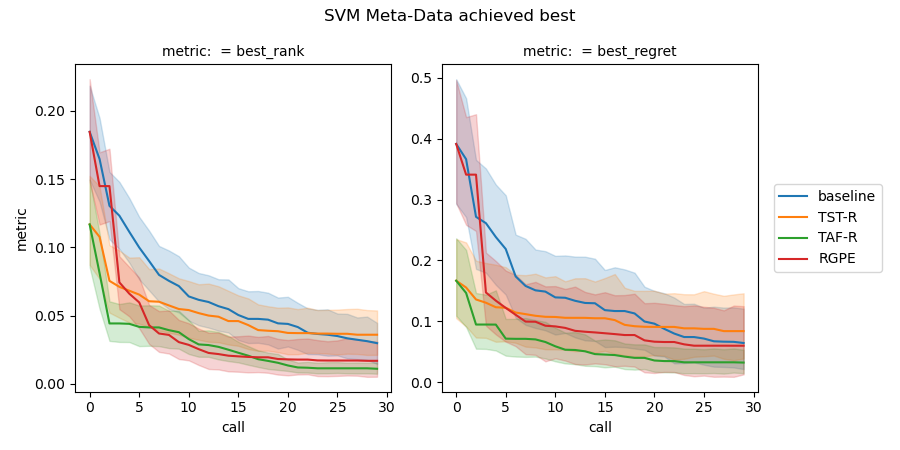 SVM Meta-Data achieved best
metric:  = best_rank
metric:  = best_regret
metric
0.20
0.15
0.10
0.05
0.00
0 5 10 15 20 25 30
call
0.5
0.4
0.3
0.2
0.1
0.0
0 5 10 15 20 25 30
call
baseline
TST-R
TAF-R
RGPE